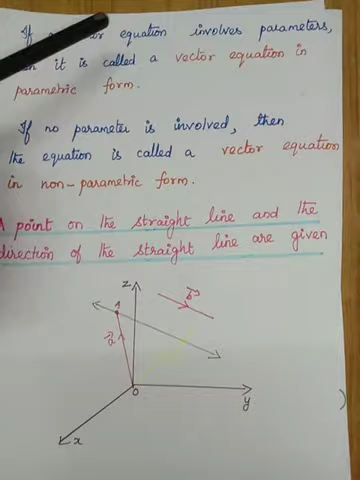 If a equation involves parameters,
it is called a vector equation in
parametric form.
If no parameter is involved, then
the equation is called a vector equation
in non-parametric form.
A point on the straight line and the
direction of the straight line are given
z
b⃗
A
a⃗
O
y
x
)